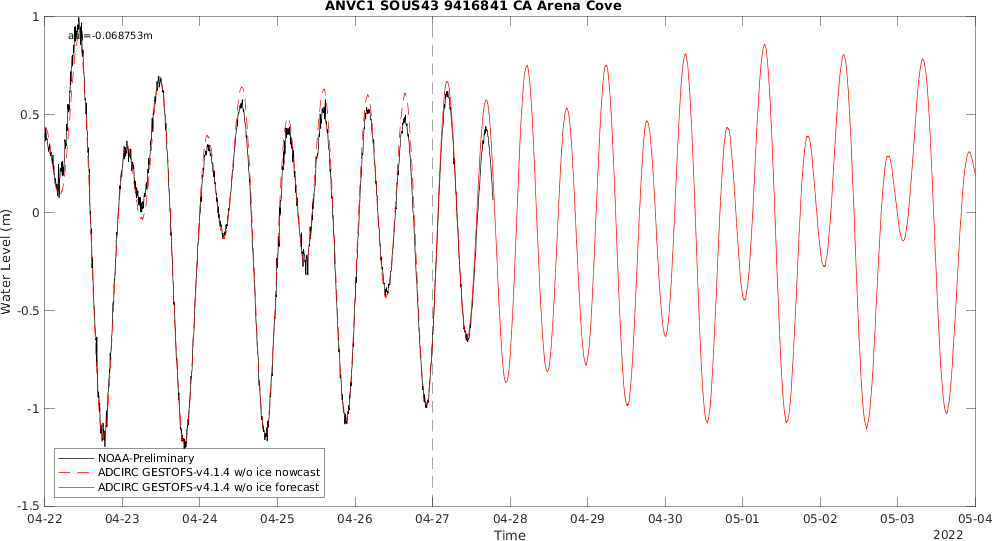 ANVC1 SOUS43 9416841 CA Arena Cove
=-0.068753m
1
0.5
0
-0.5
-1
-1.5
Water Level (m)
NOAA-Preliminary
ADCIRC GESTOFS-v4.1.4 w/o ice nowcast
ADCIRC GESTOFS-v4.1.4 w/o ice forecast
04-22 04-23 04-24 04-25 04-26 04-27 04-28 04-29 04-30 05-01 05-02 05-03 05-04
Time
2022